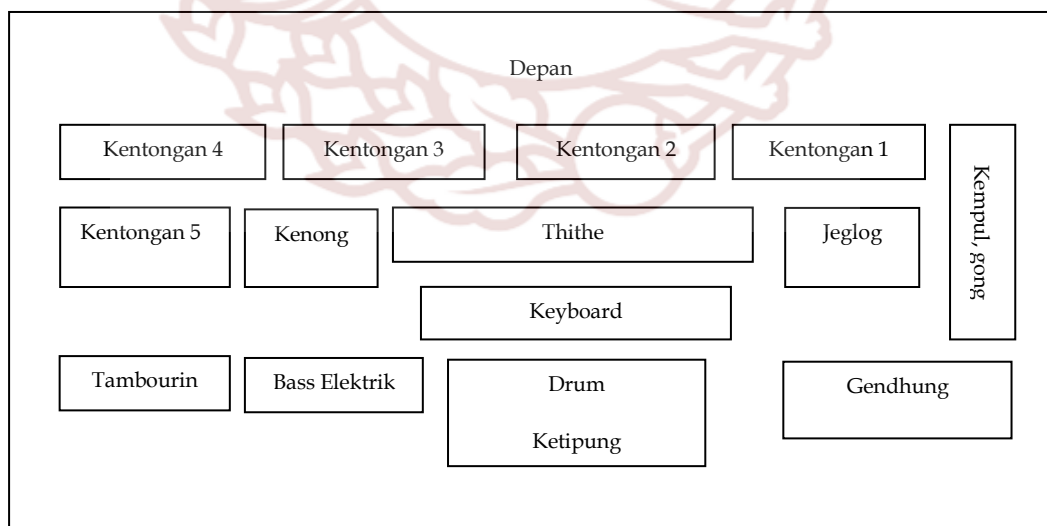 Depan
Kentongan 4
Kentongan 3
Kentongan 2
Kentongan 1
Kempul, gong
Kentongan 5
Kenong
Thithe
Jeglog
Keyboard
Tambourin
Bass Elektrik
Drum
Ketipung
Gendhung